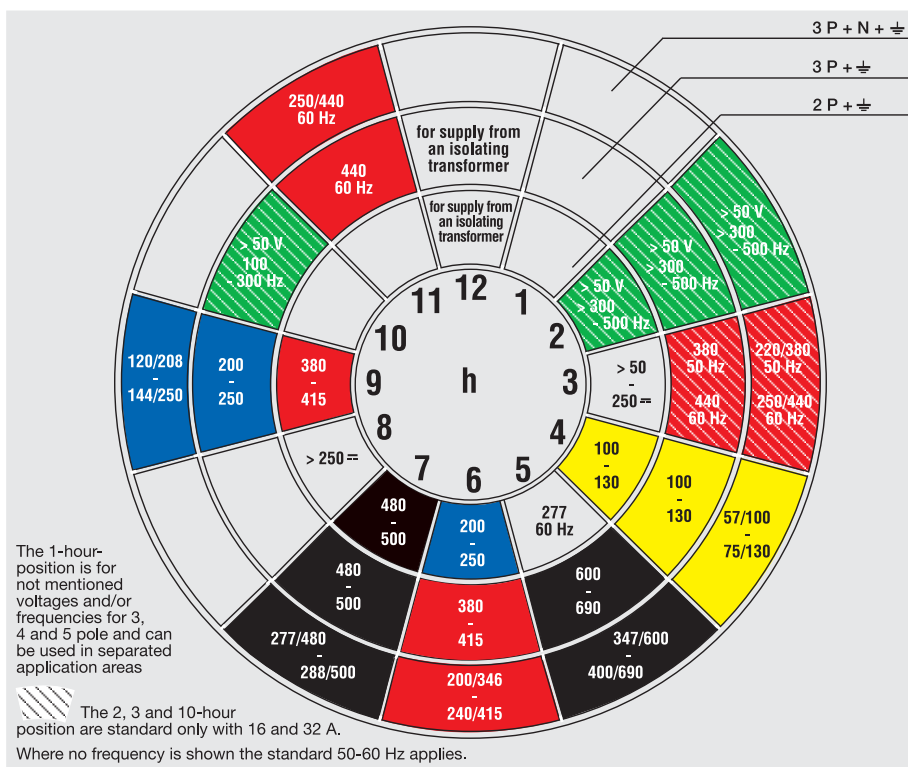 3 P + N + ⏚
3 P + ⏚
2 P + ⏚
250/440
60 Hz
440
60 Hz
for supply from
an isolating
transformer
for supply from
an isolating
transformer
> 50 V
> 300
- 500 Hz
> 50 V
> 300
- 500 Hz
> 50 V
> 300
- 500 Hz
> 50 V
100
- 300 Hz
12
1
2
3
4
5
6
7
8
9
10
11
h
120/208
-
144/250
200
-
250
380
-
415
> 50
-
250 ⎓
380
50 Hz
440
60 Hz
220/380
50 Hz
250/440
60 Hz
> 250 ⎓
480
-
500
200
-
250
277
60 Hz
100
-
130
100
-
130
57/100
-
75/130
480
-
500
380
-
415
600
-
690
277/480
-
288/500
200/346
-
240/415
347/600
-
400/690
The 1-hour-
position is for
not mentioned
voltages and/or
frequencies for 3,
4 and 5 pole and can
be used in separated
application areas
The 2, 3 and 10-hour
position are standard only with 16 and 32 A.
Where no frequency is shown the standard 50-60 Hz applies.